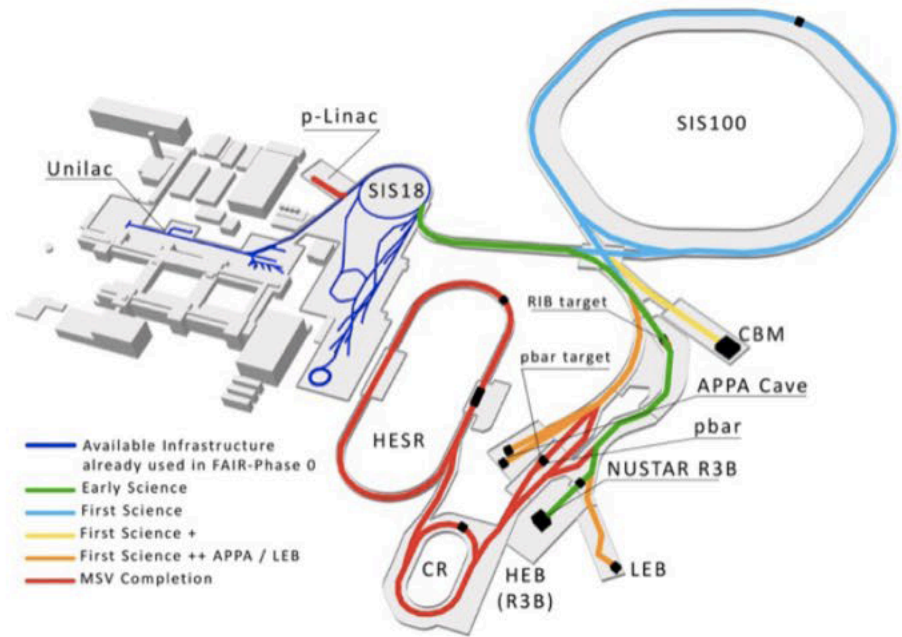 p-Linac
SIS100
Unilac
SIS18
RIB target
CBM
pbar target
APPA Cave
HESR
pbar
NUSTAR R3B
CR
HEB
(R3B)
LEB
Available Infrastructure
already used in FAIR-Phase 0
Early Science
First Science
First Science +
First Science ++ APPA / LEB
MSV Completion